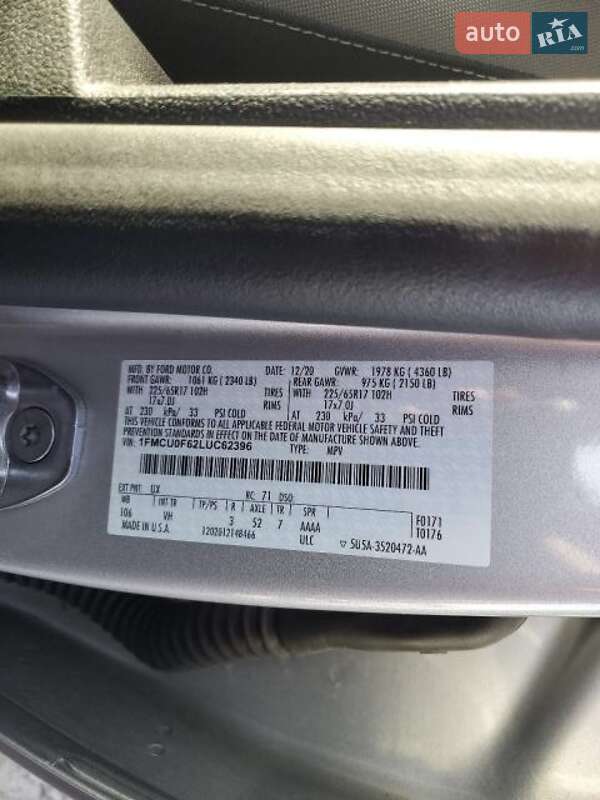 auto RIA
.com
MFD. BY FORD MOTOR CO. 12/20 GVWR: 1978 KG ( 4360 LB)
FRONT GAWR: 1061 KG ( 2340 LB) REAR GAWR: 975 KG ( 2150 LB)
WITH 225/65R17 102H TIRES WITH 225/65R17 102H TIRES
17x7.0J RIMS 17x7.0J RIMS
AT 230 kPa/ 33 PSI COLD AT 230 kPa/ 33 PSI COLD
THIS VEHICLE CONFORMS TO ALL APPLICABLE FEDERAL MOTOR VEHICLE SAFETY AND THEFT
PREVENTION STANDARDS IN EFFECT ON THE DATE OF MANUFACTURE SHOWN ABOVE.
VIN: 1FMCU0F62LUC62396 TYPE: MPV
EXT PNT: UX RC: 71 DSO:
WB INT TR TP/PS R AXLE TR SPR
106 VH 3 52 7 AAAA F0171
MADE IN U.S.A. 1202012148466 ULC T0176
▽ 5U5A-3520472-AA